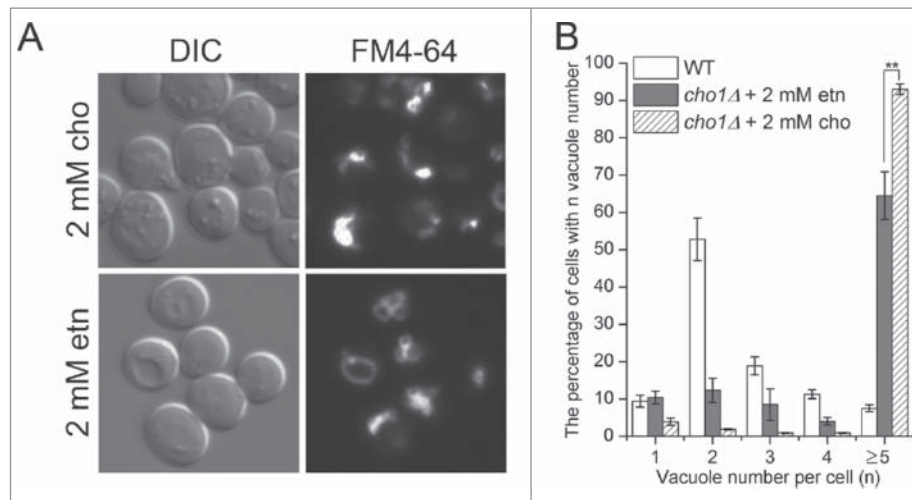 A
DIC
FM4-64
2 mM cho
2 mM etn
B
The percentage of cells with n vacuole number
100
90
80
70
60
50
40
30
20
10
0
WT
cho1Δ + 2 mM etn
cho1Δ + 2 mM cho
**
1 2 3 4 ≥5
Vacuole number per cell (n)